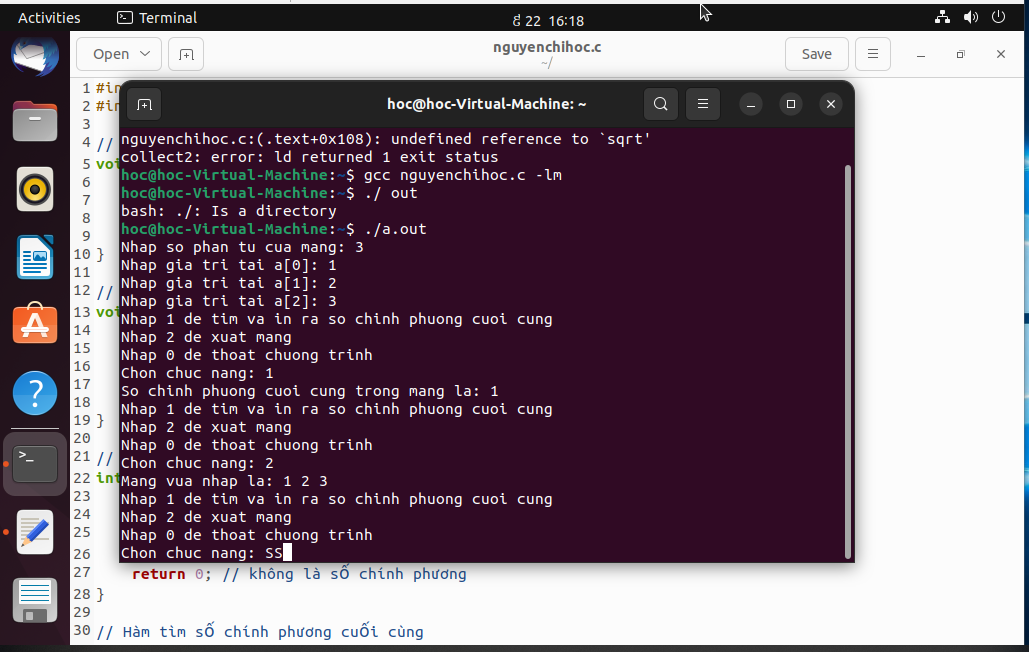 Activities
Terminal
đ 22 16:18
Open
nguyenchihoc.c
~/
Save
hoc@hoc-Virtual-Machine: ~
nguyenchihoc.c:(.text+0x108): undefined reference to `sqrt'
collect2: error: ld returned 1 exit status
hoc@hoc-Virtual-Machine:~$ gcc nguyenchihoc.c -lm
hoc@hoc-Virtual-Machine:~$ ./ out
bash: ./: Is a directory
hoc@hoc-Virtual-Machine:~$ ./a.out
Nhap so phan tu cua mang: 3
Nhap gia tri tai a[0]: 1
Nhap gia tri tai a[1]: 2
Nhap gia tri tai a[2]: 3
Nhap 1 de tim va in ra so chinh phuong cuoi cung
Nhap 2 de xuat mang
Nhap 0 de thoat chuong trinh
Chon chuc nang: 1
So chinh phuong cuoi cung trong mang la: 1
Nhap 1 de tim va in ra so chinh phuong cuoi cung
Nhap 2 de xuat mang
Nhap 0 de thoat chuong trinh
Chon chuc nang: 2
Mang vua nhap la: 1 2 3
Nhap 1 de tim va in ra so chinh phuong cuoi cung
Nhap 2 de xuat mang
Nhap 0 de thoat chuong trinh
Chon chuc nang: SS
1
2
3
4 //
5
6
7
8
9
10 }
11
12 //
13
14
15
16
17
18
19 }
20
21 //
22 int
23
24
25
26
27 return 0; // không là số chính phương
28 }
29
30 // Hàm tìm số chính phương cuối cùng